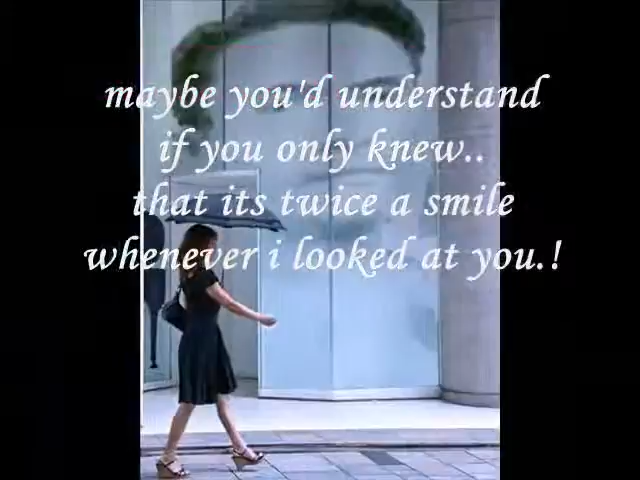 maybe you'd understand
if you only knew..
that its twice a smile
whenever i looked at you.!